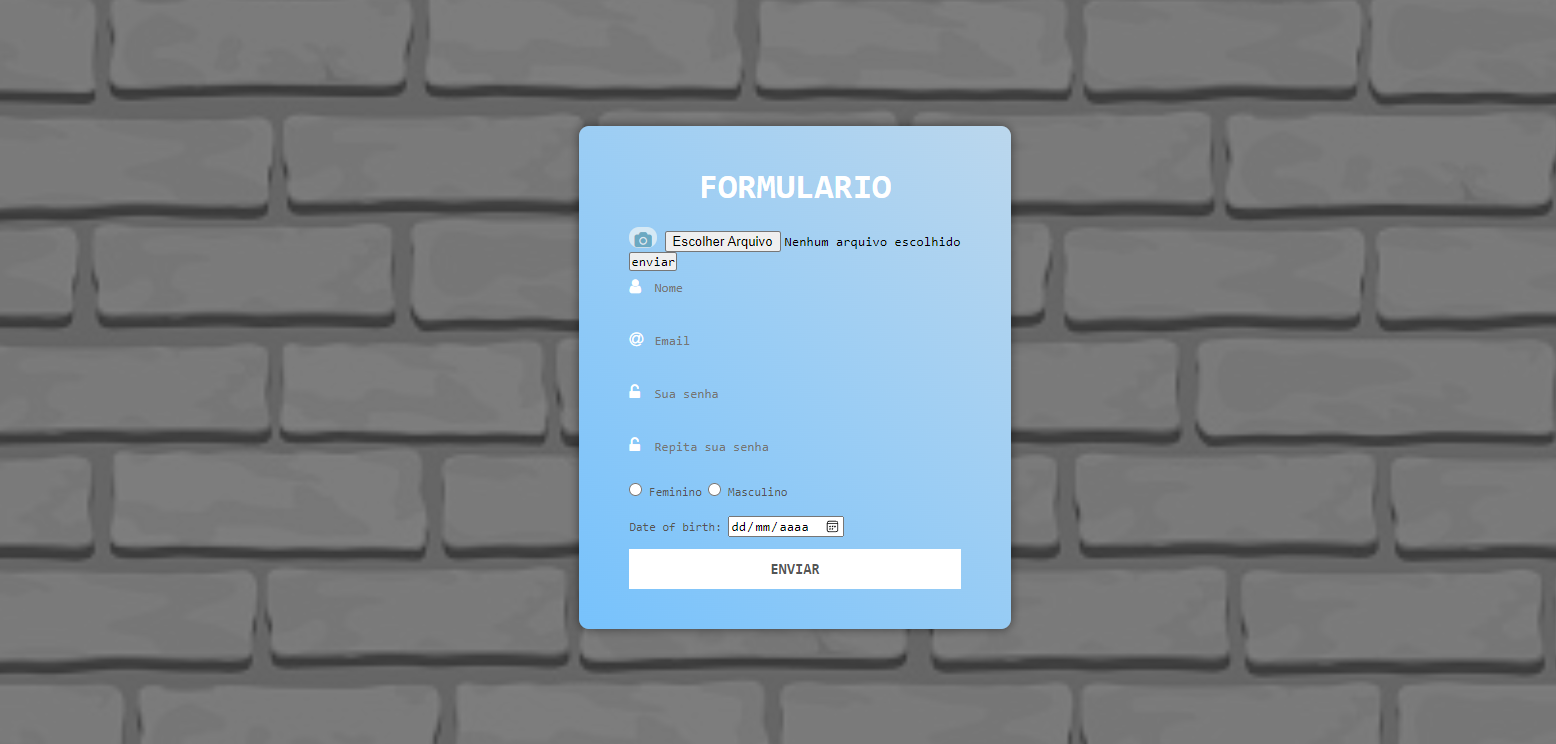 FORMULARIO
Escolher Arquivo Nenhum arquivo escolhido
enviar
Nome
@ Email
Sua senha
Repita sua senha
Feminino Masculino
Date of birth: dd/mm/aaaa
ENVIAR